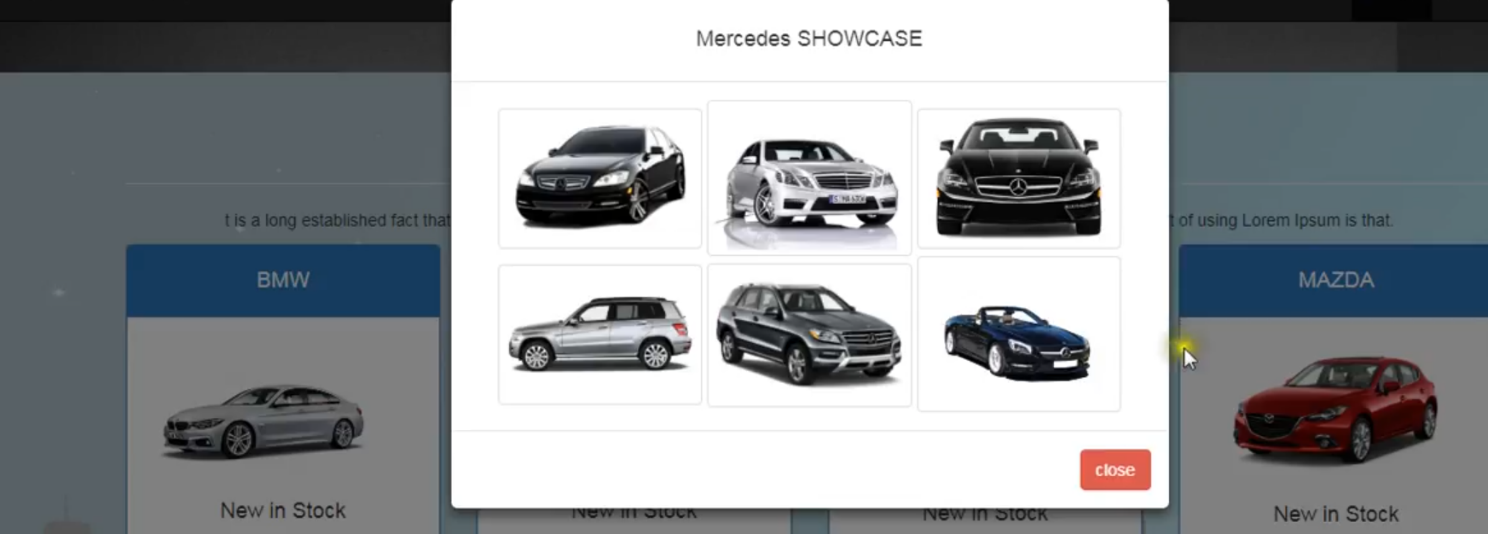 Mercedes SHOWCASE
t is a long established fact that
t of using Lorem Ipsum is that.
BMW
MAZDA
close
New in Stock
New in Stock
New in Stock
New in Stock